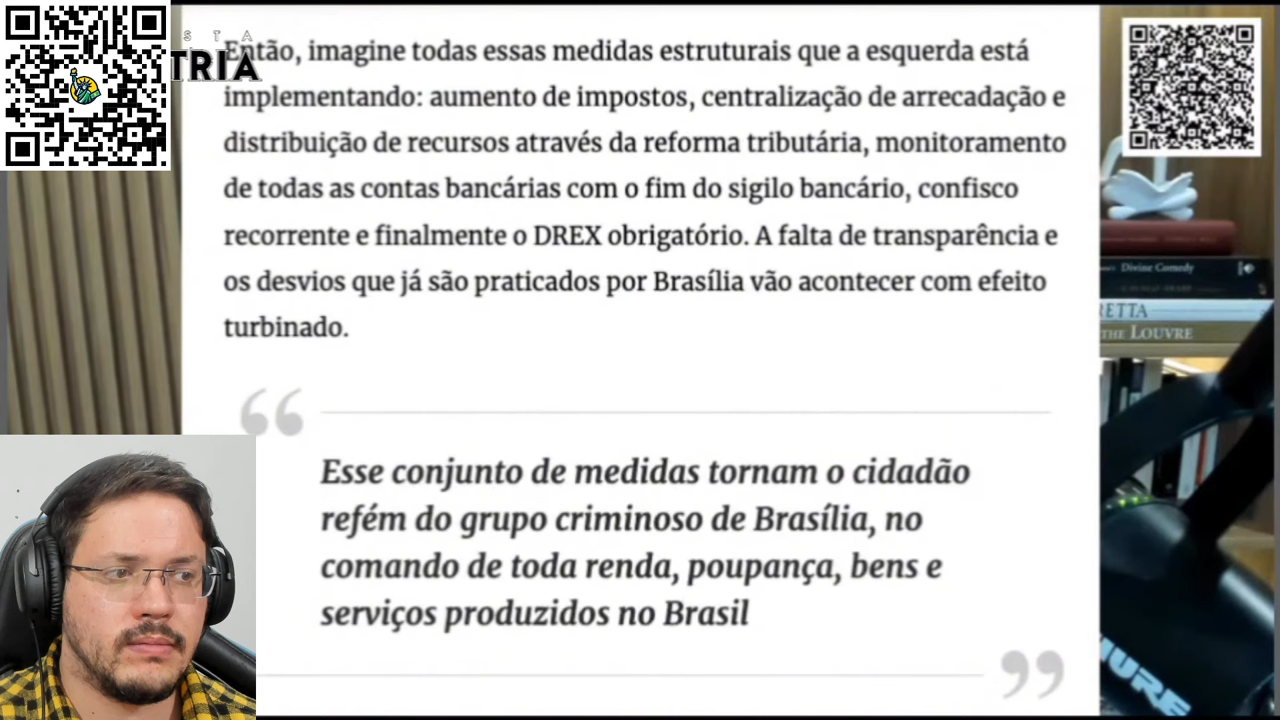 S T A
TRIA
Então, imagine todas essas medidas estruturais que a esquerda está
implementando: aumento de impostos, centralização de arrecadação e
distribuição de recursos através da reforma tributária, monitoramento
de todas as contas bancárias com o fim do sigilo bancário, confisco
recorrente e finalmente o DREX obrigatório. A falta de transparência e
os desvios que já são praticados por Brasília vão acontecer com efeito
turbinado.
“
Esse conjunto de medidas tornam o cidadão
refém do grupo criminoso de Brasília, no
comando de toda renda, poupança, bens e
serviços produzidos no Brasil
”
Divine Comedy
RETTA
THE LOUVRE
HURE